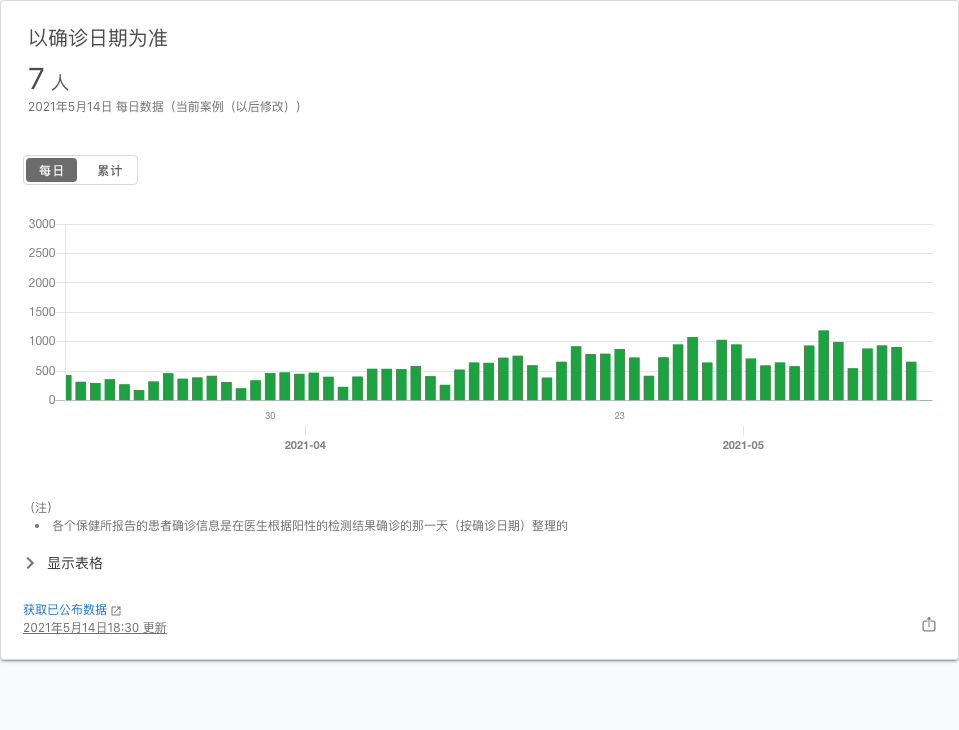 以确诊日期为准
7 人
2021年5月14日 每日数据（当前案例（以后修改））
每日 累计
3000
2500
2000
1500
1000
500
0
30 23
2021-04 2021-05
（注）
• 各个保健所报告的患者确诊信息是在医生根据阳性的检测结果确诊的那一天（按确诊日期）整理的
显示表格
获取已公布数据
2021年5月14日18:30 更新